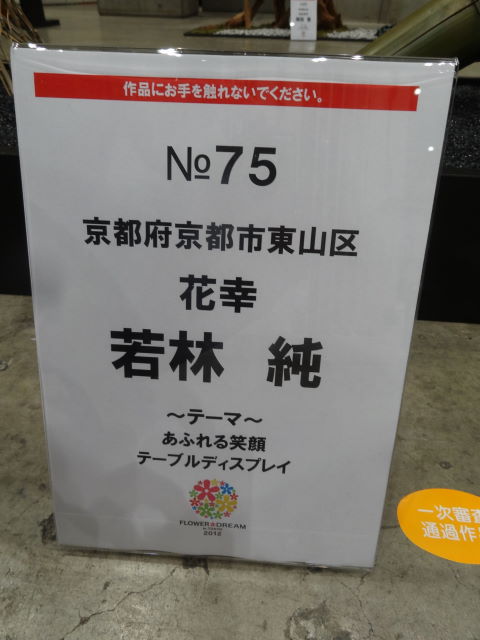 作品にお手を触れないでください。
№75
京都府京都市東山区
花幸
若林 純
～テーマ～
あふれる笑顔
テーブルディスプレイ
FLOWER DREAM
in TOKYO
2012
一次審査
通過作